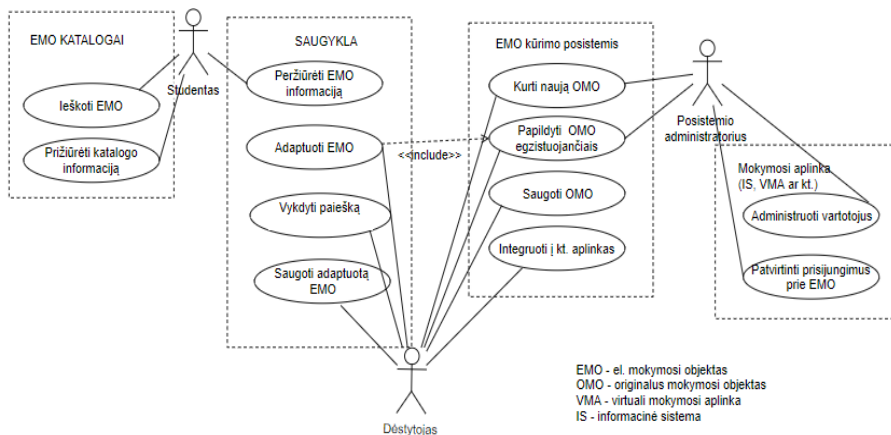 EMO KATALOGAI
Ieškoti EMO
Prižiūrėti katalogo
informaciją
Studentas
SAUGYKLA
Peržiūrėti EMO
informaciją
Adaptuoti EMO
Vykdyti paiešką
Saugoti adaptuotą
EMO
<<include>>
EMO kūrimo posistemis
Kurti naują OMO
Papildyti OMO
egzistuojančiais
Saugoti OMO
Integruoti į kt. aplinkas
Posistemio
administratorius
Mokymosi aplinka
(IS, VMA ar kt.)
Administruoti vartotojus
Patvirtinti prisijungimus
prie EMO
Dėstytojas
EMO - el. mokymosi objektas
OMO - originalus mokymosi objektas
VMA - virtuali mokymosi aplinka
IS - informacinė sistema